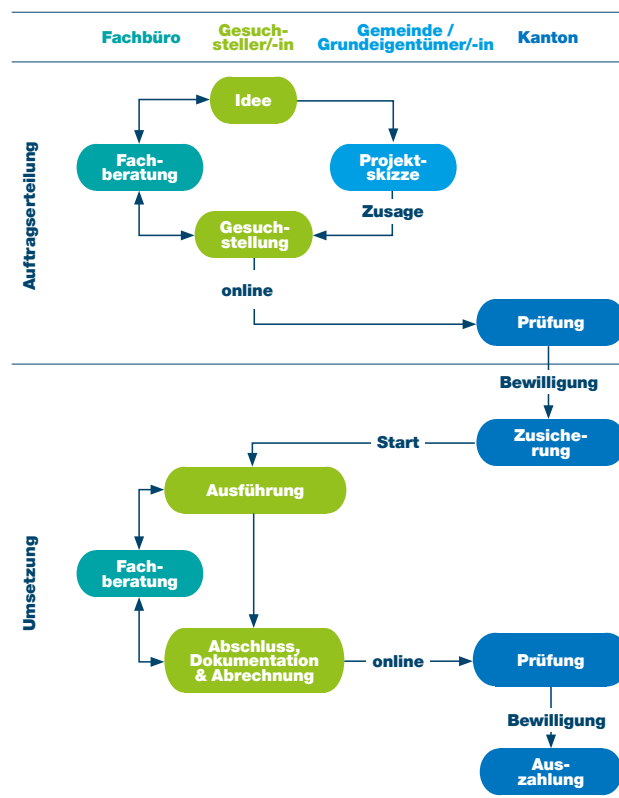 Fachbüro
Gesuch-
steller/-in
Gemeinde /
Grundeigentümer/-in
Kanton
Auftragserteilung
Idee
Fach-
beratung
Projekt-
skizze
Zusage
Gesuch-
stellung
online
Prüfung
Bewilligung
Umsetzung
Zusiche-
rung
Start
Ausführung
Fach-
beratung
Abschluss,
Dokumentation
& Abrechnung
online
Prüfung
Bewilligung
Aus-
zahlung